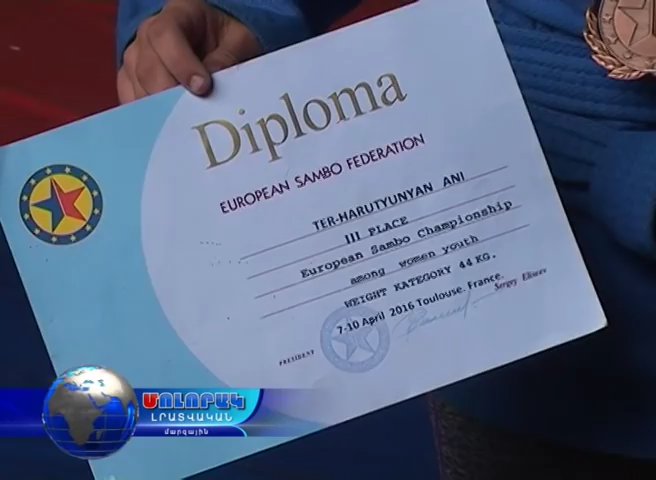 Diploma
EUROPEAN SAMBO FEDERATION
TER-HARUTYUNYAN ANI
III PLACE
European Sambo Championship
among women youth
WEIGHT KATEGORY 44 KG.
7-10 April 2016 Toulouse. France.
PRESIDENT
Sergey Eliseev
ՄՈԼՈՐԱԿ
ԼՐԱՏՎԱԿԱՆ
մարզային